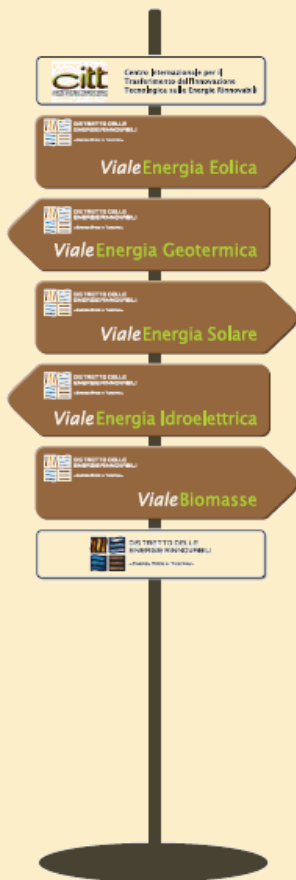 citt
Centro Internazionale per il
Trasferimento dell'Innovazione
Tecnologica sulle Energie Rinnovabili
DISTRETTO DELLE
ENERGIE RINNOVABILI
Viale Energia Eolica
DISTRETTO DELLE
ENERGIE RINNOVABILI
Viale Energia Geotermica
DISTRETTO DELLE
ENERGIE RINNOVABILI
Viale Energia Solare
DISTRETTO DELLE
ENERGIE RINNOVABILI
Viale Energia Idroelettrica
DISTRETTO DELLE
ENERGIE RINNOVABILI
Viale Biomasse
DISTRETTO DELLE
ENERGIE RINNOVABILI